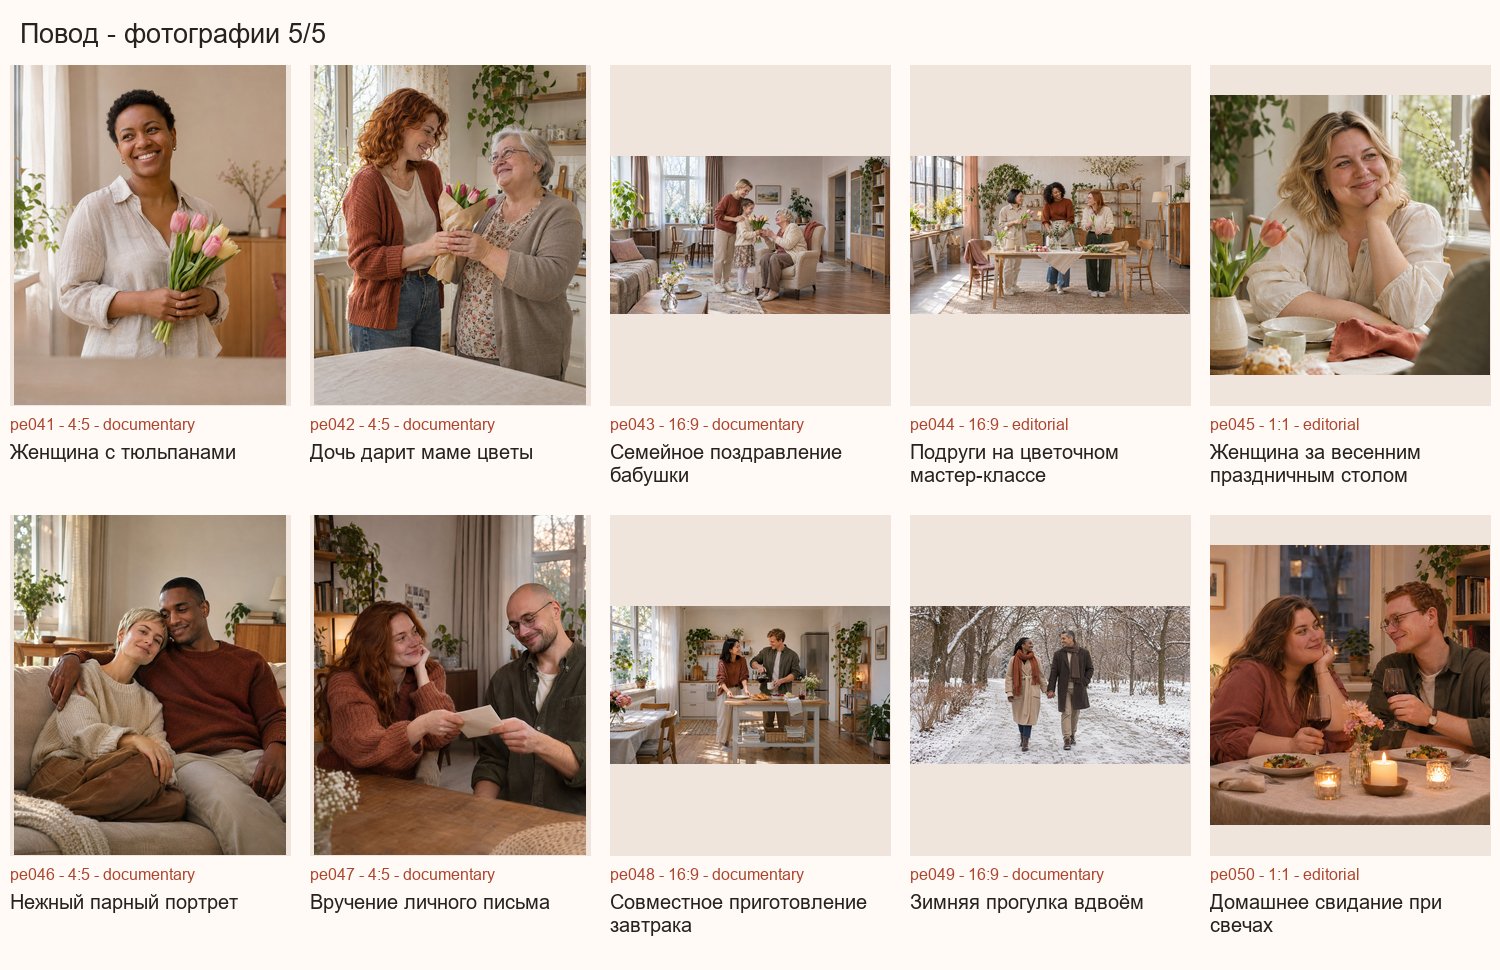 Повод - фотографии 5/5
pe041 - 4:5 - documentary
Женщина с тюльпанами
pe042 - 4:5 - documentary
Дочь дарит маме цветы
pe043 - 16:9 - documentary
Семейное поздравление
бабушки
pe044 - 16:9 - editorial
Подруги на цветочном
мастер-классе
pe045 - 1:1 - editorial
Женщина за весенним
праздничным столом
pe046 - 4:5 - documentary
Нежный парный портрет
pe047 - 4:5 - documentary
Вручение личного письма
pe048 - 16:9 - documentary
Совместное приготовление
завтрака
pe049 - 16:9 - documentary
Зимняя прогулка вдвоём
pe050 - 1:1 - editorial
Домашнее свидание при
свечах